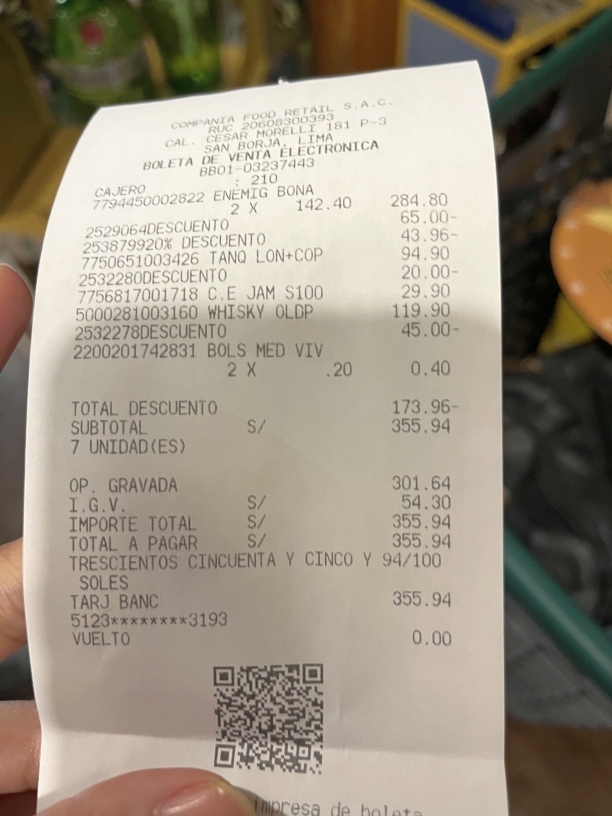 COMPANIA FOOD RETAIL S.A.C.
RUC 20608300393
CAL. CESAR MORELLI 181 P-3
SAN BORJA, LIMA
BOLETA DE VENTA ELECTRONICA
BB01-03237443
CAJERO : 210
7794450002822 ENEMIG BONA
2 X 142.40 284.80
2529064DESCUENTO 65.00-
253879920% DESCUENTO 43.96-
7750651003426 TANQ LON+COP 94.90
2532280DESCUENTO 20.00-
7756817001718 C.E JAM S100 29.90
5000281003160 WHISKY OLDP 119.90
2532278DESCUENTO 45.00-
2200201742831 BOLS MED VIV
2 X .20 0.40
TOTAL DESCUENTO 173.96-
SUBTOTAL S/ 355.94
7 UNIDAD(ES)
OP. GRAVADA 301.64
I.G.V. S/ 54.30
IMPORTE TOTAL S/ 355.94
TOTAL A PAGAR S/ 355.94
TRESCIENTOS CINCUENTA Y CINCO Y 94/100
SOLES
TARJ BANC 355.94
5123********3193
VUELTO 0.00
impresa de boleta